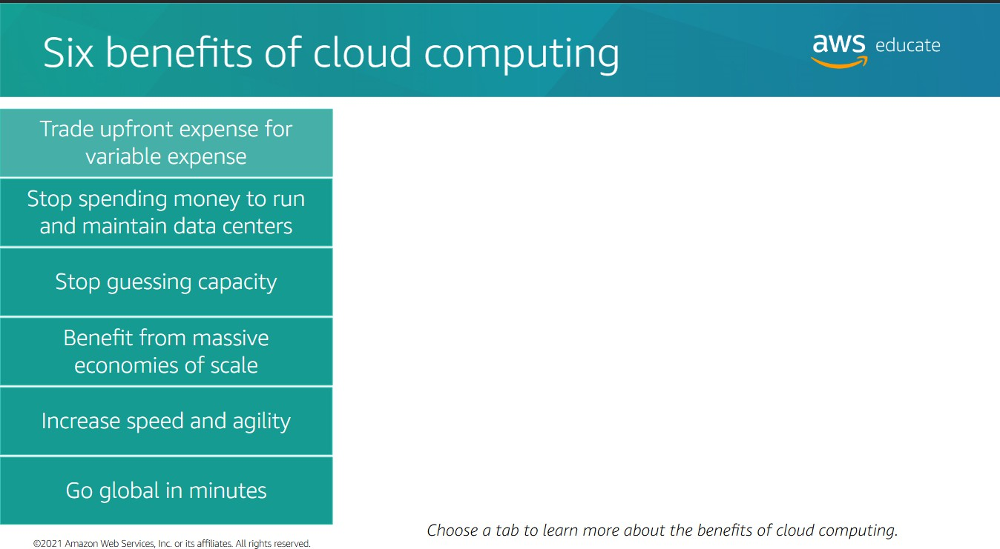 Six benefits of cloud computing
aws educate
Trade upfront expense for
variable expense
Stop spending money to run
and maintain data centers
Stop guessing capacity
Benefit from massive
economies of scale
Increase speed and agility
Go global in minutes
Choose a tab to learn more about the benefits of cloud computing.
©2021 Amazon Web Services, Inc. or its affiliates. All rights reserved.